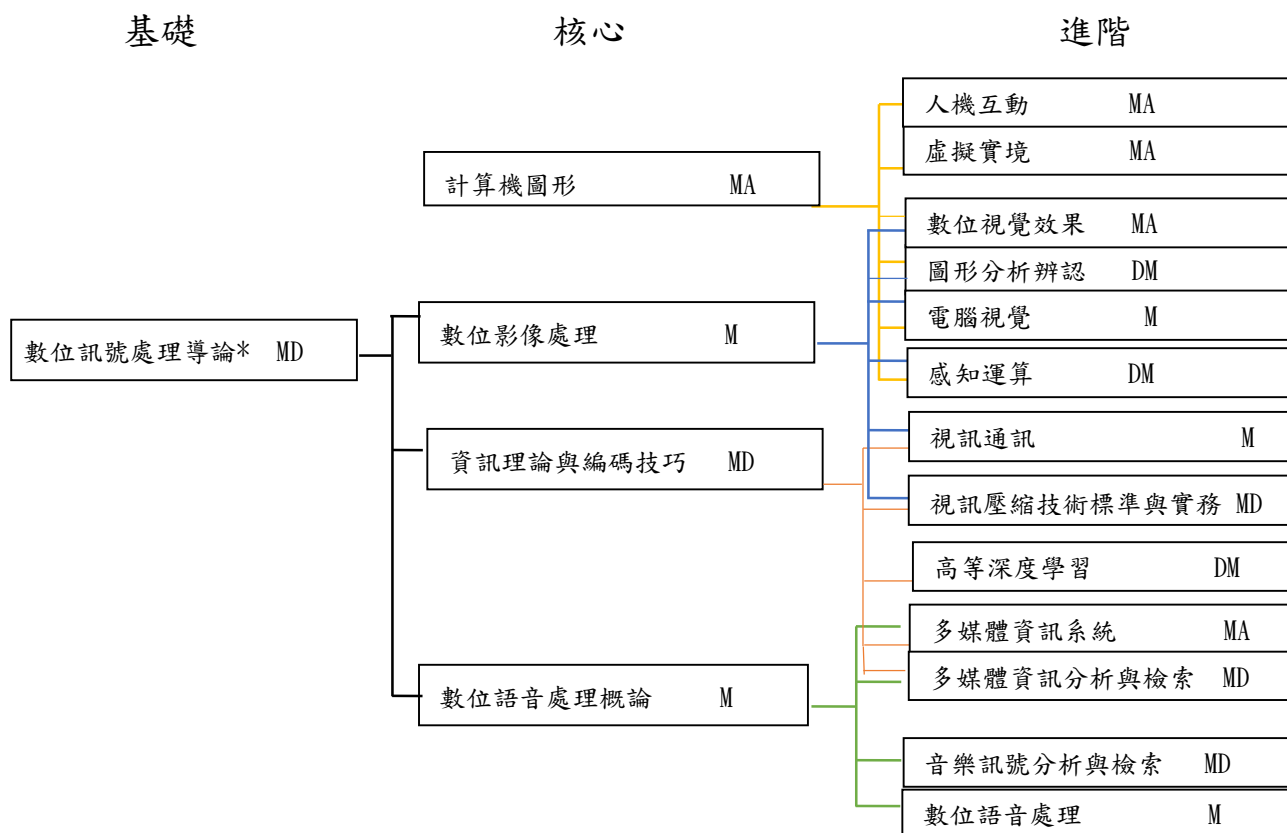 基礎 核心 進階
人機互動 MA
虛擬實境 MA
計算機圖形 MA
數位視覺效果 MA
圖形分析辨認 DM
數位影像處理 M
電腦視覺 M
數位訊號處理導論* MD
感知運算 DM
視訊通訊 M
資訊理論與編碼技巧 MD
視訊壓縮技術標準與實務 MD
高等深度學習 DM
多媒體資訊系統 MA
多媒體資訊分析與檢索 MD
數位語音處理概論 M
音樂訊號分析與檢索 MD
數位語音處理 M